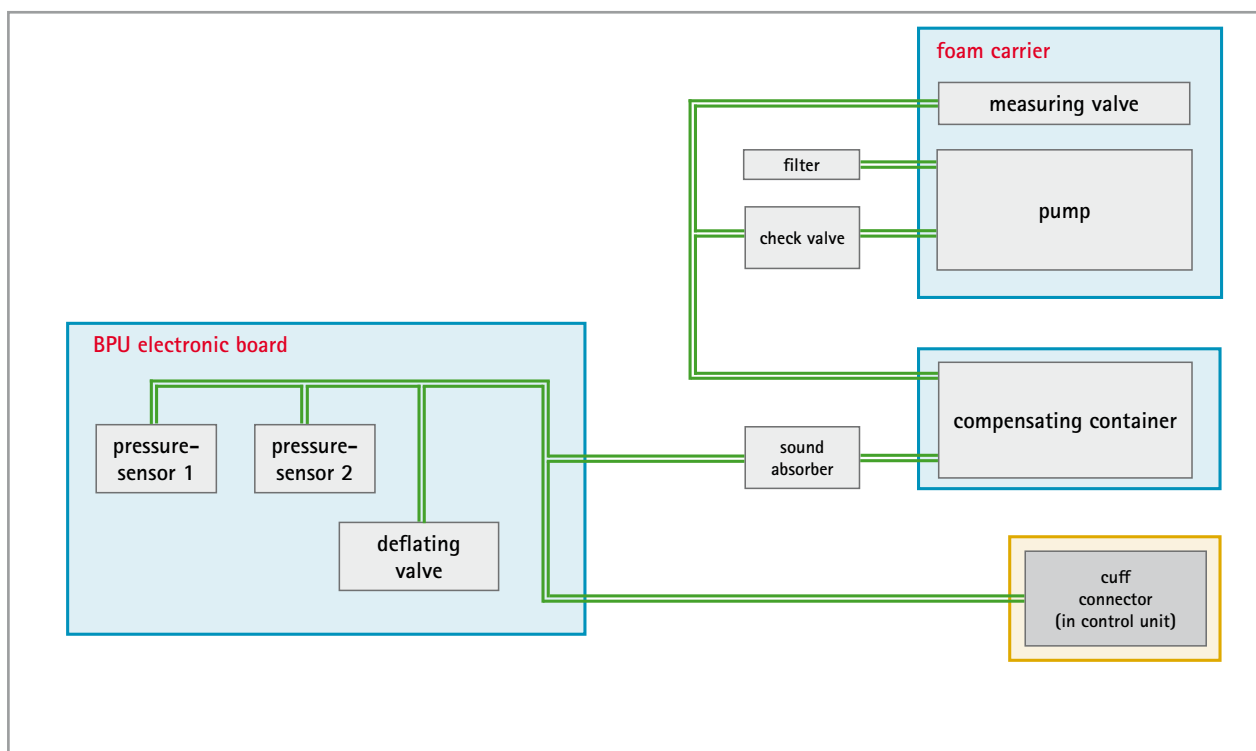 foam carrier
measuring valve
filter
pump
check valve
BPU electronic board
pressure-
sensor 1
pressure-
sensor 2
compensating container
sound
absorber
deflating
valve
cuff
connector
(in control unit)